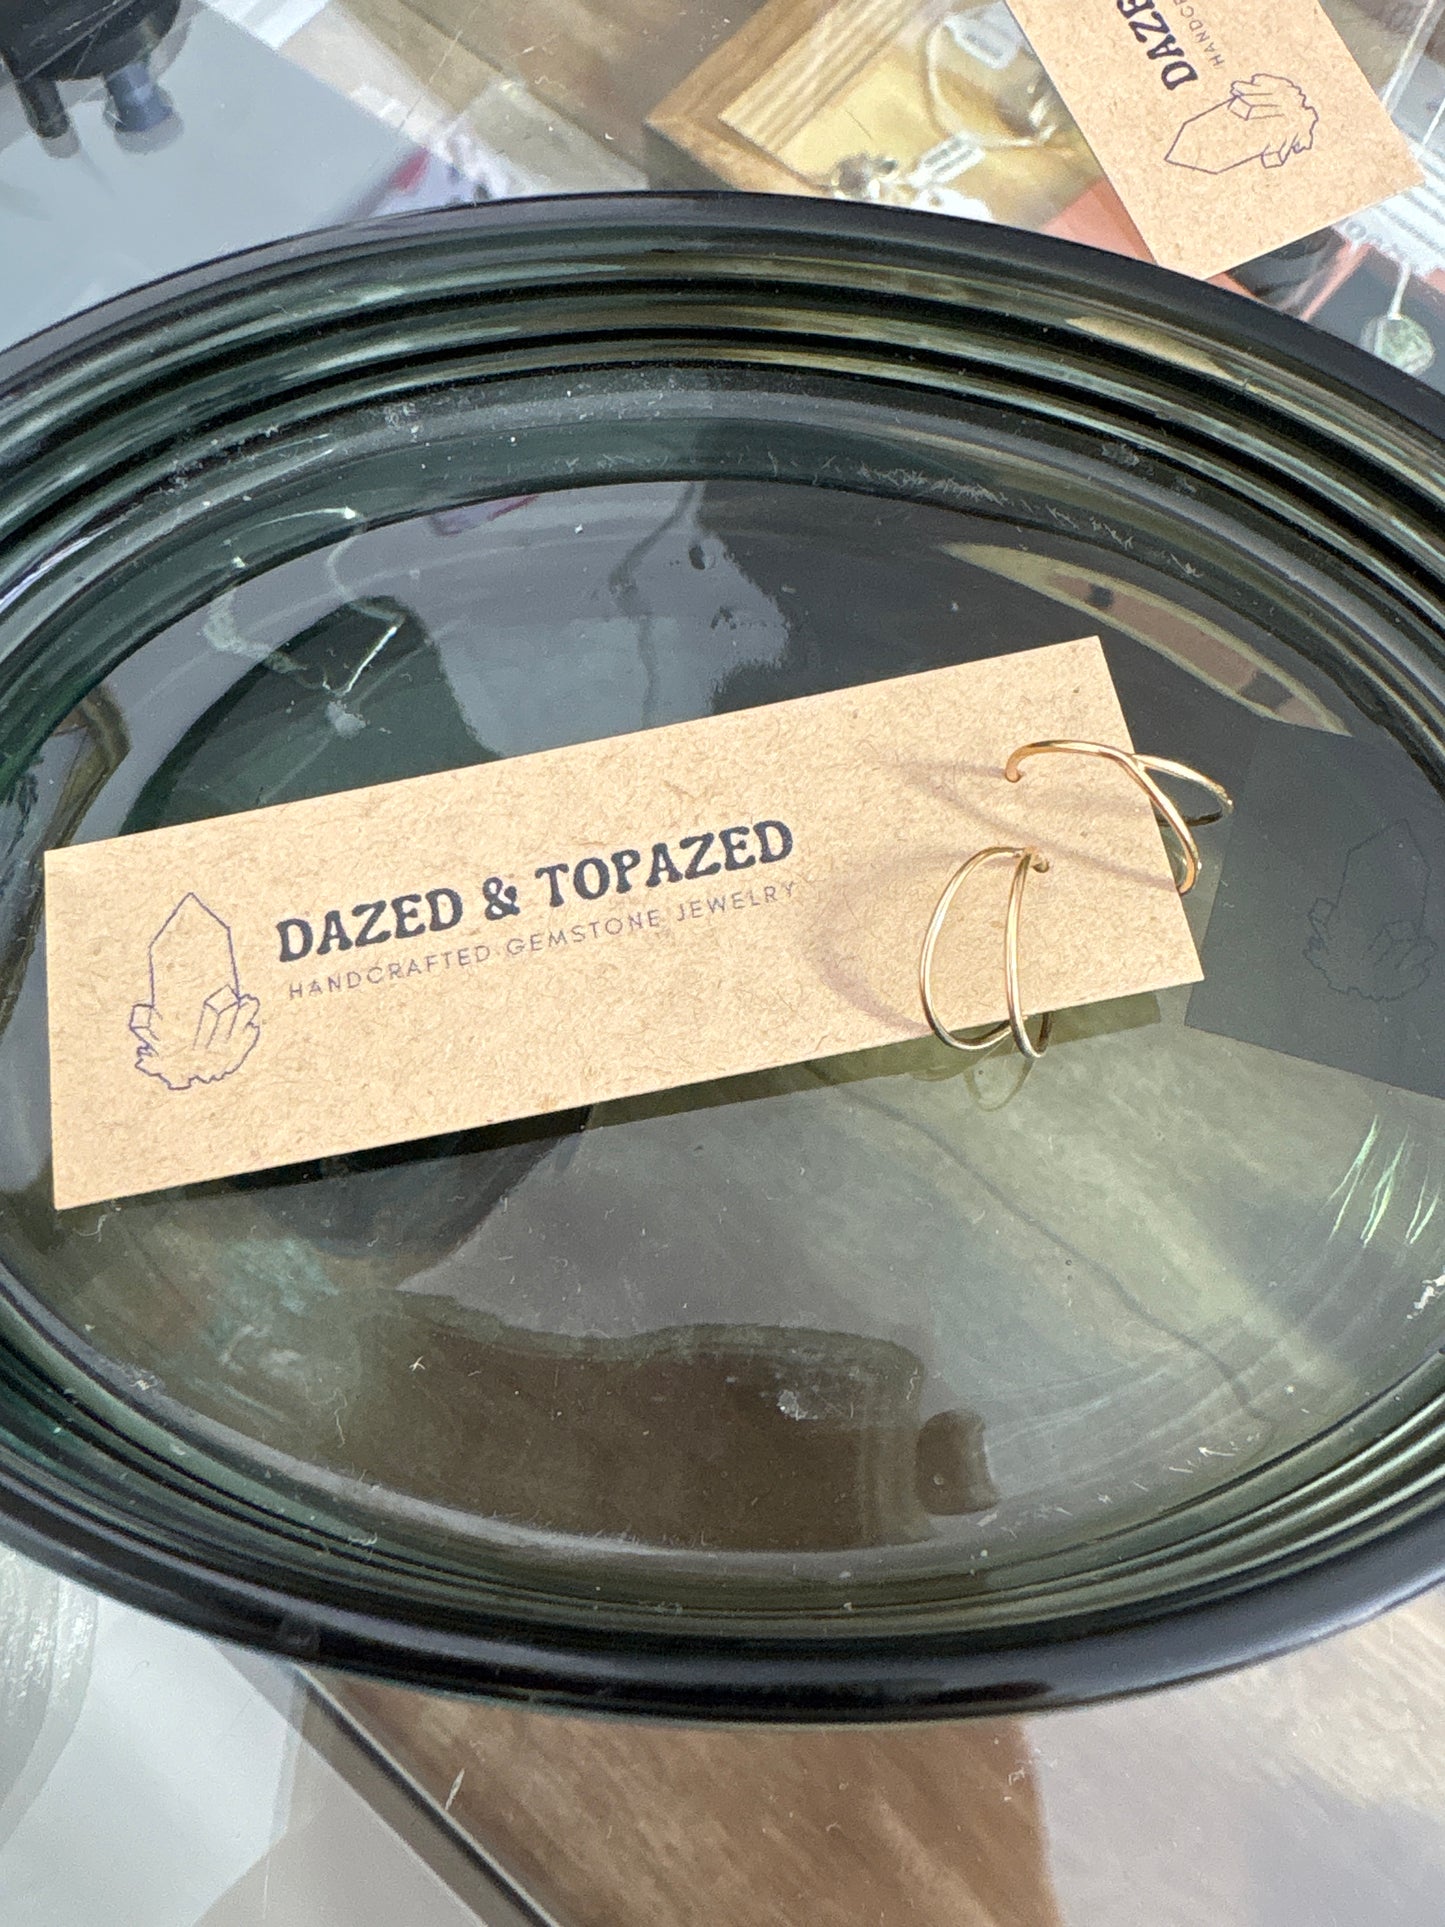 DAZED & TOPAZED
HANDCRAFTED GEMSTONE JEWELRY